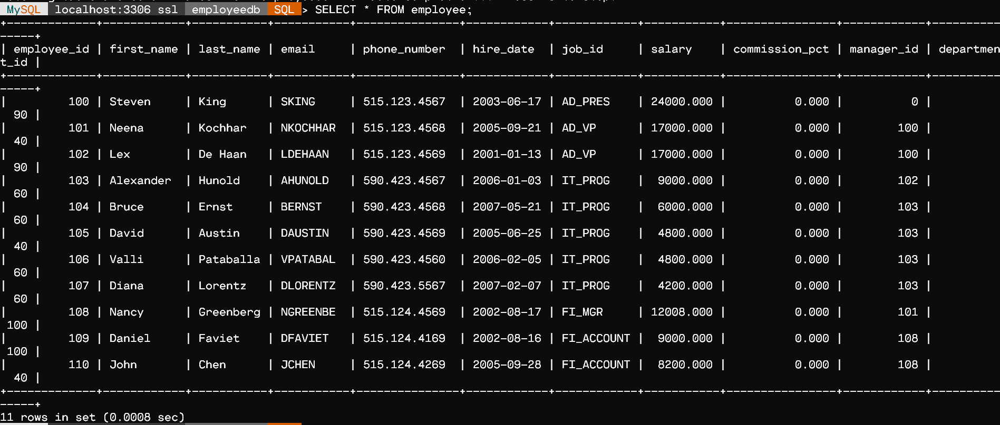 MySQL localhost:3306 ssl employeedb SQL > SELECT * FROM employee;
+-------------+------------+-----------+-----------+---------------+------------+------------+-----------+----------------+------------+----------
-----+
| employee_id | first_name | last_name | email     | phone_number  | hire_date  | job_id     | salary    | commission_pct | manager_id | departmen
t_id |
+-------------+------------+-----------+-----------+---------------+------------+------------+-----------+----------------+------------+----------
-----+
|         100 | Steven     | King      | SKING     | 515.123.4567  | 2003-06-17 | AD_PRES    | 24000.000 |          0.000 |          0 |
  90 |
|         101 | Neena      | Kochhar   | NKOCHHAR  | 515.123.4568  | 2005-09-21 | AD_VP      | 17000.000 |          0.000 |        100 |
  40 |
|         102 | Lex        | De Haan   | LDEHAAN   | 515.123.4569  | 2001-01-13 | AD_VP      | 17000.000 |          0.000 |        100 |
  90 |
|         103 | Alexander  | Hunold    | AHUNOLD   | 590.423.4567  | 2006-01-03 | IT_PROG    |  9000.000 |          0.000 |        102 |
  60 |
|         104 | Bruce      | Ernst     | BERNST    | 590.423.4568  | 2007-05-21 | IT_PROG    |  6000.000 |          0.000 |        103 |
  60 |
|         105 | David      | Austin    | DAUSTIN   | 590.423.4569  | 2005-06-25 | IT_PROG    |  4800.000 |          0.000 |        103 |
  40 |
|         106 | Valli      | Pataballa | VPATABAL  | 590.423.4560  | 2006-02-05 | IT_PROG    |  4800.000 |          0.000 |        103 |
  60 |
|         107 | Diana      | Lorentz   | DLORENTZ  | 590.423.5567  | 2007-02-07 | IT_PROG    |  4200.000 |          0.000 |        103 |
  60 |
|         108 | Nancy      | Greenberg | NGREENBE  | 515.124.4569  | 2002-08-17 | FI_MGR     | 12008.000 |          0.000 |        101 |
 100 |
|         109 | Daniel     | Faviet    | DFAVIET   | 515.124.4169  | 2002-08-16 | FI_ACCOUNT |  9000.000 |          0.000 |        108 |
 100 |
|         110 | John       | Chen      | JCHEN     | 515.124.4269  | 2005-09-28 | FI_ACCOUNT |  8200.000 |          0.000 |        108 |
  40 |
+-------------+------------+-----------+-----------+---------------+------------+------------+-----------+----------------+------------+----------
-----+
11 rows in set (0.0008 sec)